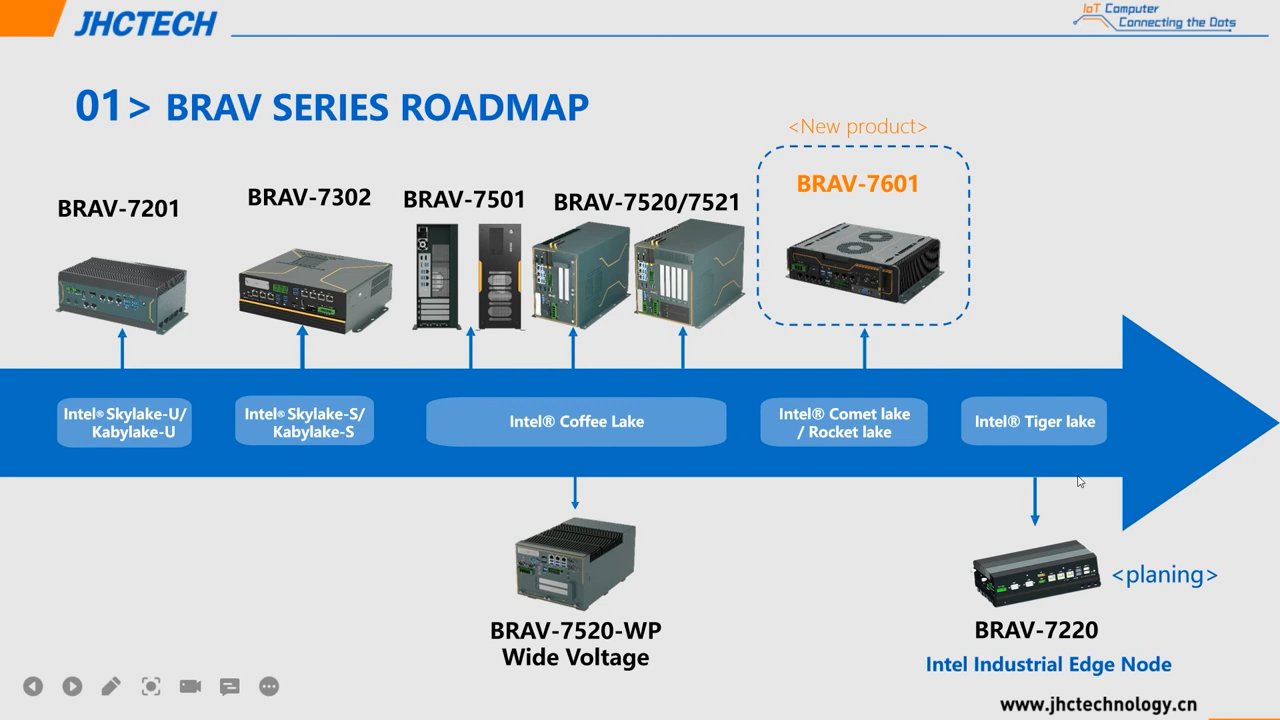 JHCTECH
IoT Computer
Connecting the Dots
01> BRAV SERIES ROADMAP
<New product>
BRAV-7201
BRAV-7302
BRAV-7501
BRAV-7520/7521
BRAV-7601
Intel® Skylake-U/
Kabylake-U
Intel® Skylake-S/
Kabylake-S
Intel® Coffee Lake
Intel® Comet lake
/ Rocket lake
Intel® Tiger lake
BRAV-7520-WP
Wide Voltage
<planing>
BRAV-7220
Intel Industrial Edge Node
www.jhctechnology.cn